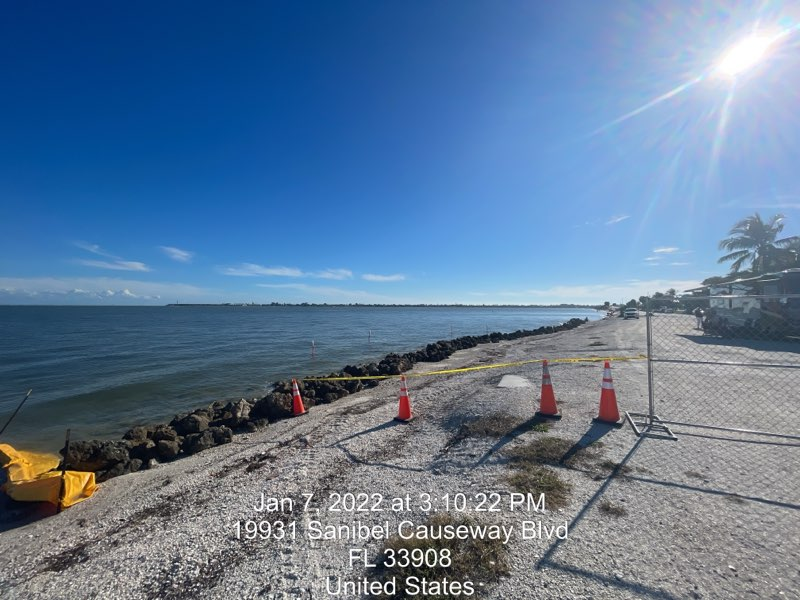 Jan 7, 2022 at 3:10:22 PM
19931 Sanibel Causeway Blvd
FL 33908
United States